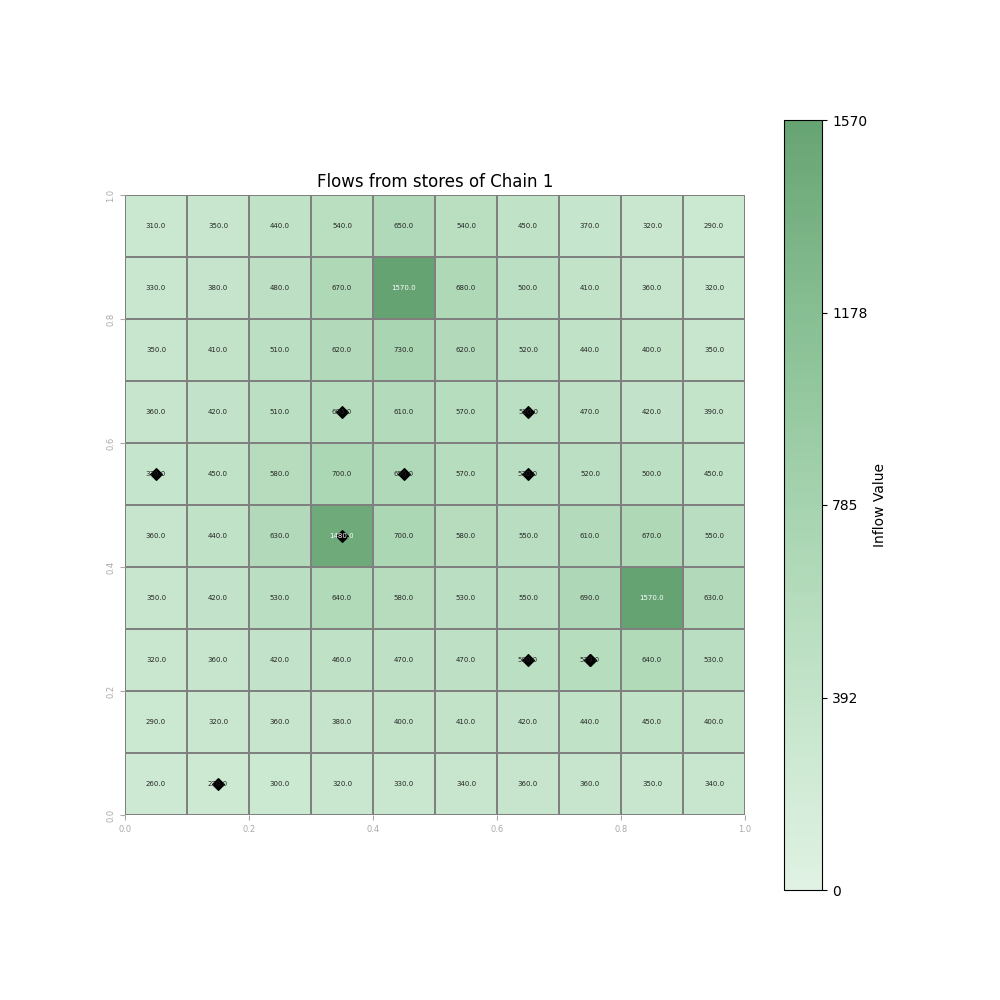 Flows from stores of Chain 1
1.0
310.0 350.0 440.0 540.0 650.0 540.0 450.0 370.0 320.0 290.0
330.0 380.0 480.0 670.0 1570.0 680.0 500.0 410.0 360.0 320.0
0.8
350.0 410.0 510.0 620.0 730.0 620.0 520.0 440.0 400.0 350.0
360.0 420.0 510.0 610.0 570.0 470.0 420.0 390.0
0.6
450.0 580.0 700.0 570.0 520.0 500.0 450.0
360.0 440.0 630.0 1480.0 700.0 580.0 550.0 610.0 670.0 550.0
0.4
350.0 420.0 530.0 640.0 580.0 530.0 550.0 690.0 1570.0 630.0
320.0 360.0 420.0 460.0 470.0 470.0 640.0 530.0
0.2
290.0 320.0 360.0 380.0 400.0 410.0 420.0 440.0 450.0 400.0
260.0 300.0 320.0 330.0 340.0 360.0 360.0 350.0 340.0
0.0
0.0 0.2 0.4 0.6 0.8 1.0
1570
1178
785
392
0
Inflow Value